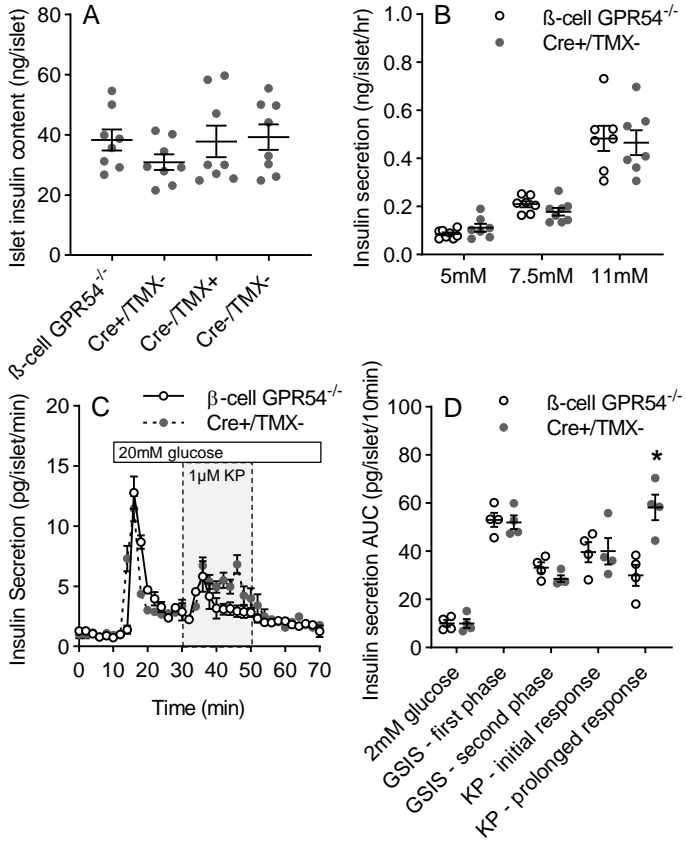 A
Islet insulin content (ng/islet)
80
60
40
20
0
ß-cell GPR54-/-
Cre+/TMX-
Cre-/TMX+
Cre-/TMX-
B
ß-cell GPR54-/-
Cre+/TMX-
Insulin secretion (ng/islet/hr)
1.0
0.8
0.6
0.4
0.2
0.0
5mM
7.5mM
11mM
C
β-cell GPR54-/-
Cre+/TMX-
20mM glucose
1µM KP
Insulin Secretion (pg/islet/min)
20
15
10
5
0
0 10 20 30 40 50 60 70
Time (min)
D
ß-cell GPR54-/-
Cre+/TMX-
*
Insulin secretion AUC (pg/islet/10min)
100
80
60
40
20
0
2mM glucose
GSIS - first phase
GSIS - second phase
KP - initial response
KP - prolonged response